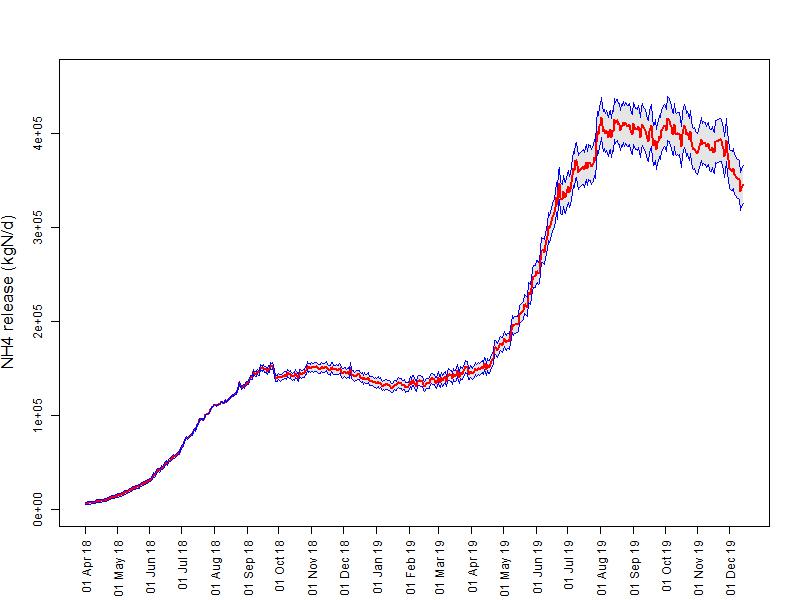 NH4 release (kgN/d)
4e+05
3e+05
2e+05
1e+05
0e+00
01 Apr 18
01 May 18
01 Jun 18
01 Jul 18
01 Aug 18
01 Sep 18
01 Oct 18
01 Nov 18
01 Dec 18
01 Jan 19
01 Feb 19
01 Mar 19
01 Apr 19
01 May 19
01 Jun 19
01 Jul 19
01 Aug 19
01 Sep 19
01 Oct 19
01 Nov 19
01 Dec 19